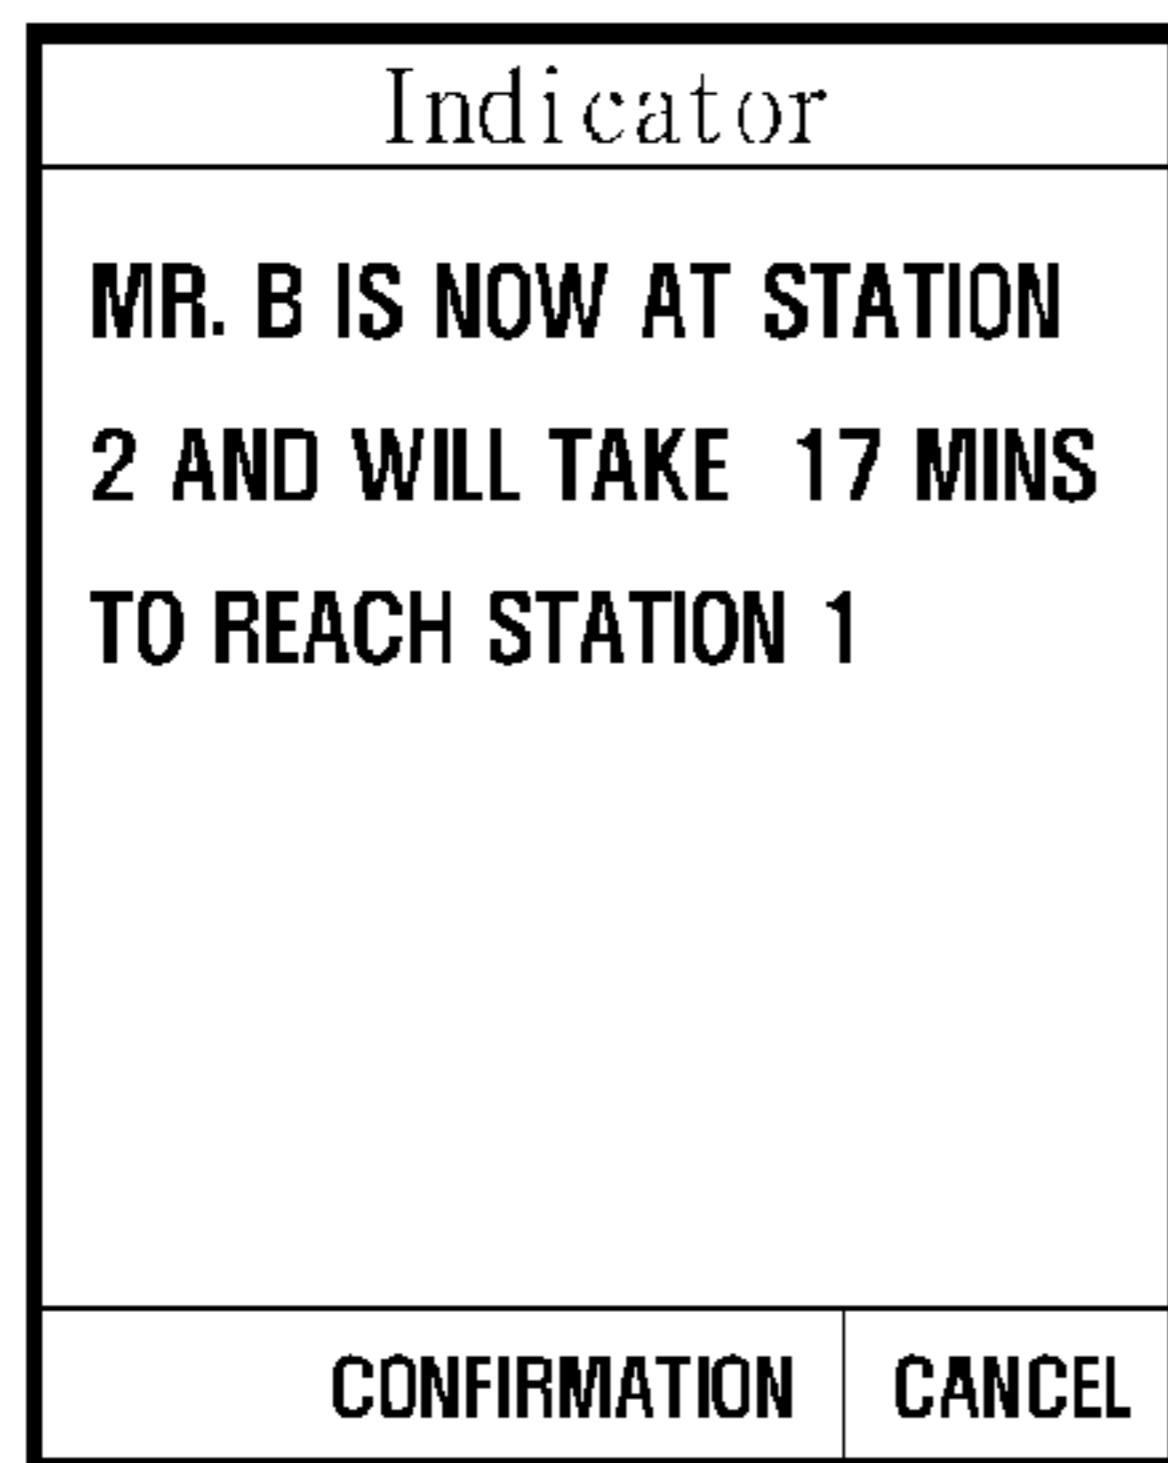 Indicator
MR. B IS NOW AT STATION
2 AND WILL TAKE 17 MINS
TO REACH STATION 1
CONFIRMATION CANCEL